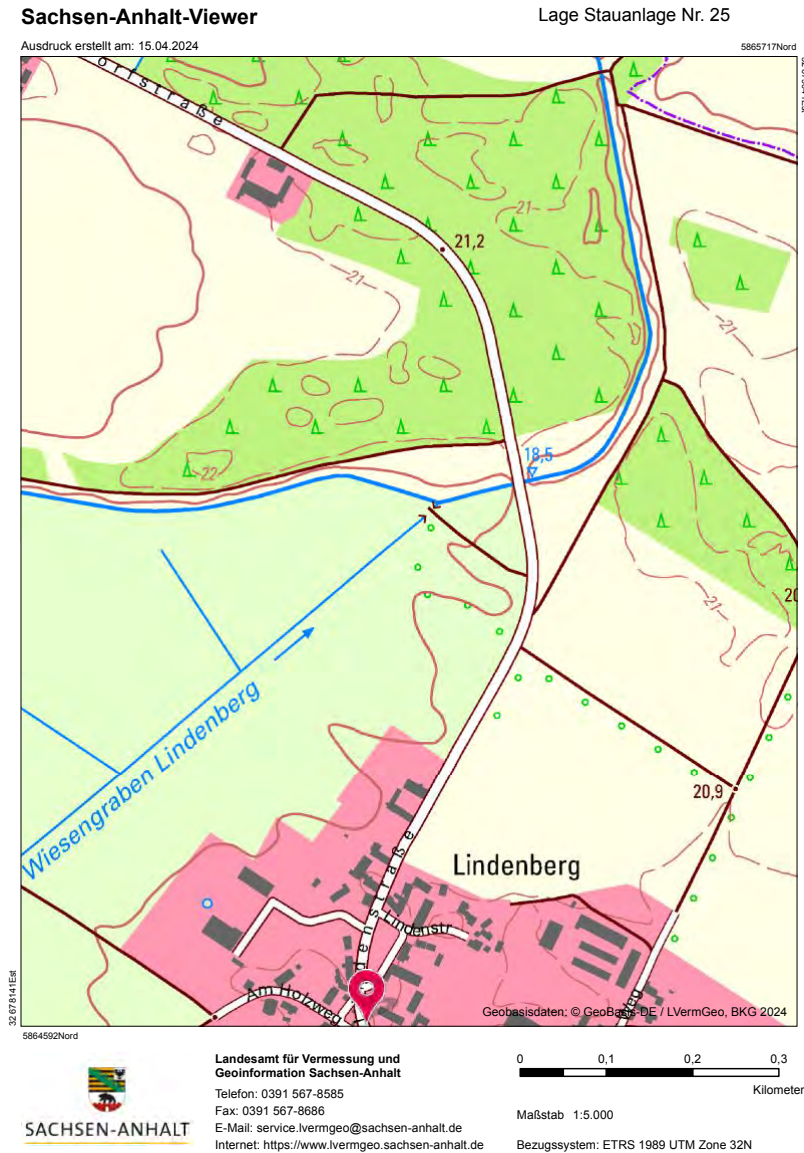 Sachsen-Anhalt-Viewer
Lage Stauanlage Nr. 25
Ausdruck erstellt am: 15.04.2024
5865717Nord
orfstraße
21,2
21
21
21
18,5
22
21
20
Wiesengraben Lindenberg
20,9
Lindenberg
denstraße
Lindenstr
Am Holzweg
Weg
Geobasisdaten: © GeoBasis-DE / LVermGeo, BKG 2024
32 678141Est
5864592Nord
SACHSEN-ANHALT
Landesamt für Vermessung und
Geoinformation Sachsen-Anhalt
Telefon: 0391 567-8585
Fax: 0391 567-8686
E-Mail: service.lvermgeo@sachsen-anhalt.de
Internet: https://www.lvermgeo.sachsen-anhalt.de
0 0,1 0,2 0,3
Kilometer
Maßstab 1:5.000
Bezugssystem: ETRS 1989 UTM Zone 32N